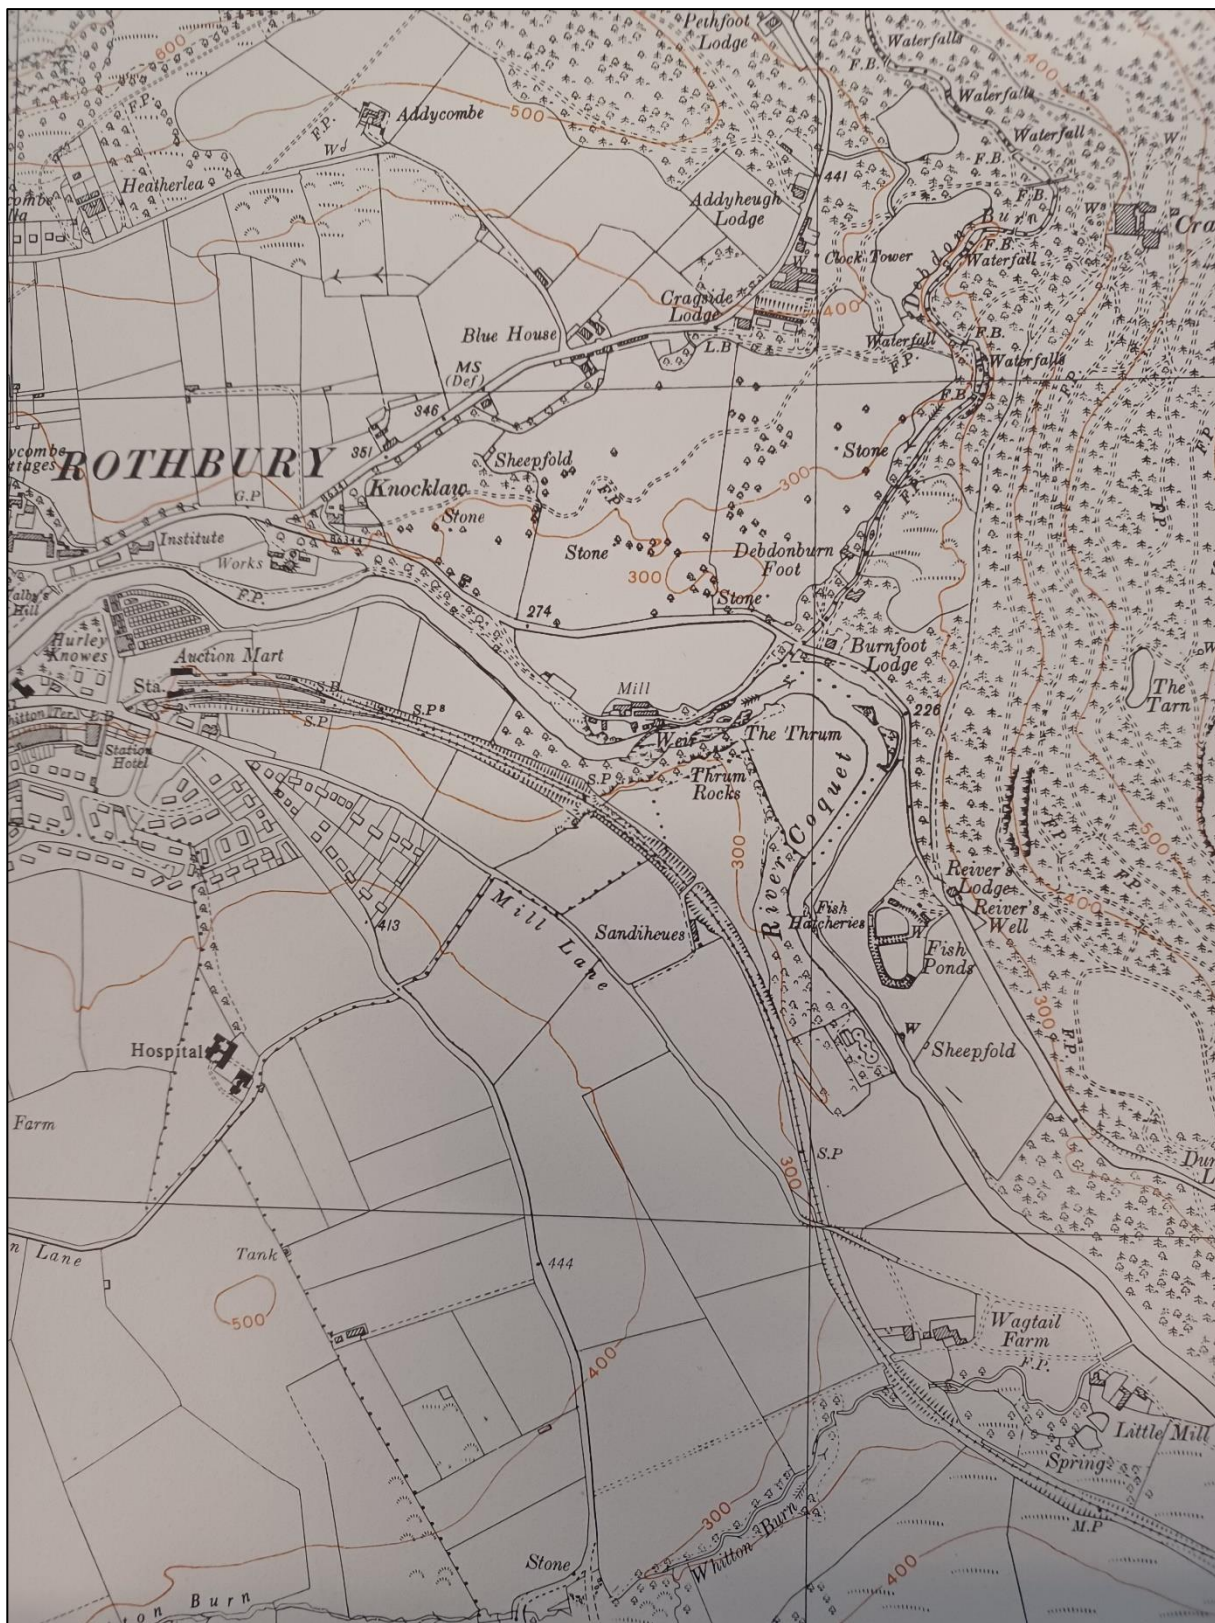 Pethfoot
Lodge
Waterfalls
600
F.P.
F.B.
400
Waterfalls
Addycombe
500
F.P.
Waterfall
W
W
Heatherlea
F.B.
441
F.B.
Addyheugh
Lodge
W
Debdon Burn
F.B.
Clock Tower
Waterfall
W
Cragside
Lodge
400
Blue House
L.B
Waterfall
F.P.
F.B.
Waterfalls
F.P.
MS
(Def)
F.B.
346
ROTHBURY
351
Stone
Sheepfold
300
F.P.
F.P.
G.P
Knocklaw
F.P.
F.P.
Stone
Institute
Stone
Debdonburn
Foot
Works
300
F.P.
Stone
274
Hill
Hurley
Knowes
Burnfoot
Lodge
Auction Mart
W
Sta.
S.B
Mill
The
Tarn
S.Ps
226
S.P
Weir
The Thrum
Station
Hotel
S.P
Thrum
Rocks
River Coquet
F.P.
500
300
F.P.
Reiver's
Lodge
400
Mill Lane
Fish
Hatcheries
Reiver's
Well
413
Sandiheues
W
Fish
Ponds
300
F.P.
Hospital
W
Sheepfold
Farm
S.P
300
Lane
Tank
444
500
Wagtail
Farm
F.P.
400
Little Mill
Spring
300
M.P
Whitton Burn
Stone
400
ton Burn